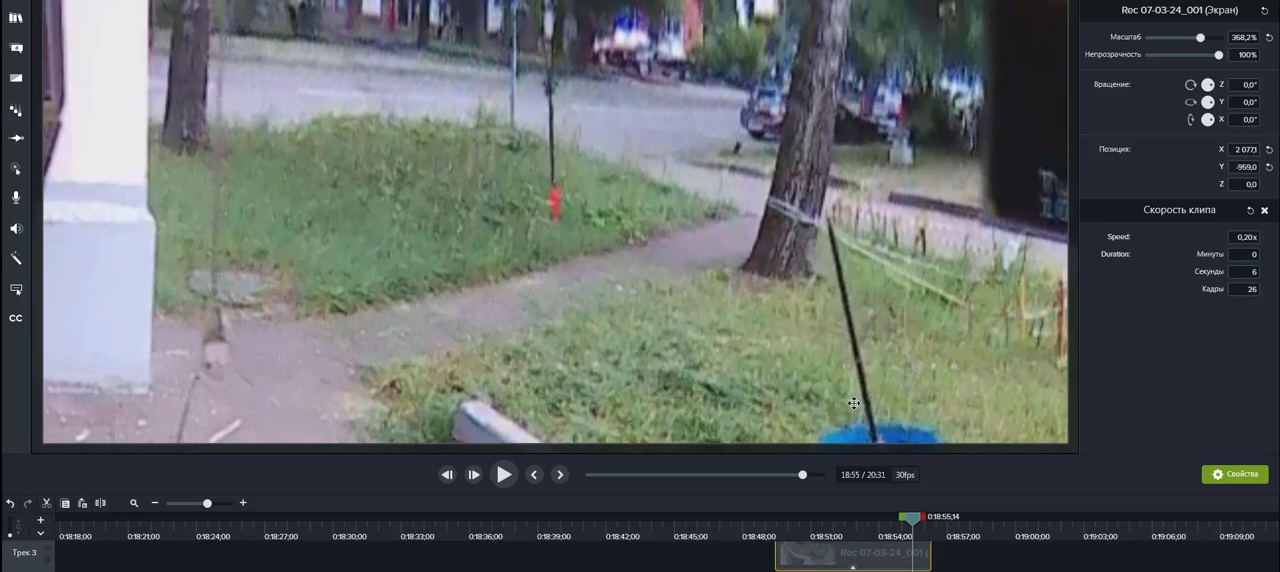 Rec 07-03-24_001 (Экран)
Масштаб 368,2%
Непрозрачность 100%
Вращение: Z 0,0°
Y 0,0°
X 0,0°
Позиция: X 2 077,1
Y -959,0
Z 0,0
Скорость клипа
Speed: 0,20x
Duration: Минуты 0
Секунды 6
Кадры 26
CC
18:55 / 20:31 30fps
Свойства
0:18:55;14
0:18:18;00 0:18:21;00 0:18:24;00 0:18:27;00 0:18:30;00 0:18:33;00 0:18:36;00 0:18:39;00 0:18:42;00 0:18:45;00 0:18:48;00 0:18:51;00 0:18:54;00 0:18:57;00 0:19:00;00 0:19:03;00 0:19:06;00 0:19:09;00
Трек 3
Rec 07-03-24_001 (